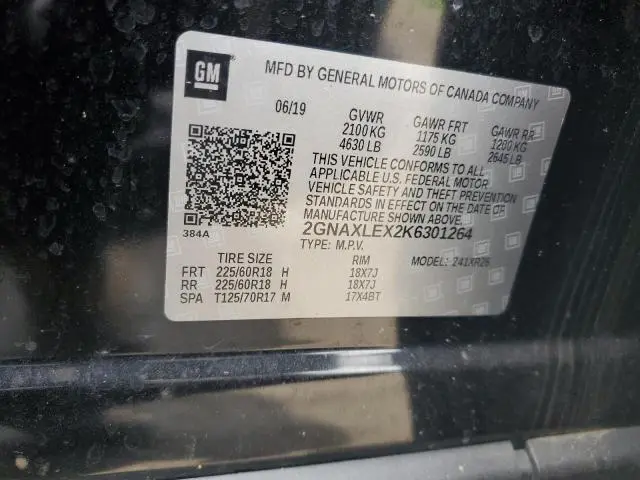 GM
MFD BY GENERAL MOTORS OF CANADA COMPANY
06/19 GVWR GAWR FRT GAWR RR
2100 KG 1175 KG 1200 KG
4630 LB 2590 LB 2645 LB
THIS VEHICLE CONFORMS TO ALL
APPLICABLE U.S. FEDERAL MOTOR
VEHICLE SAFETY AND THEFT PREVENTION
STANDARDS IN EFFECT ON THE DATE OF
MANUFACTURE SHOWN ABOVE.
384A 2GNAXLEX2K6301264
TYPE: M.P.V. MODEL: 241XR26
TIRE SIZE RIM
FRT 225/60R18 H 18X7J
RR 225/60R18 H 18X7J
SPA T125/70R17 M 17X4BT